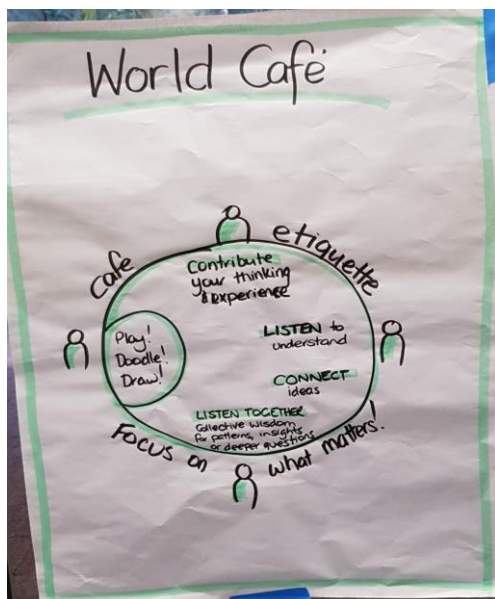 World Café
cafe etiquette
Contribute
your thinking
& experience
Play!
Doodle!
Draw!
LISTEN to
understand
CONNECT
ideas
LISTEN TOGETHER
Collective wisdom
for patterns, insights
or deeper questions
Focus on what matters!